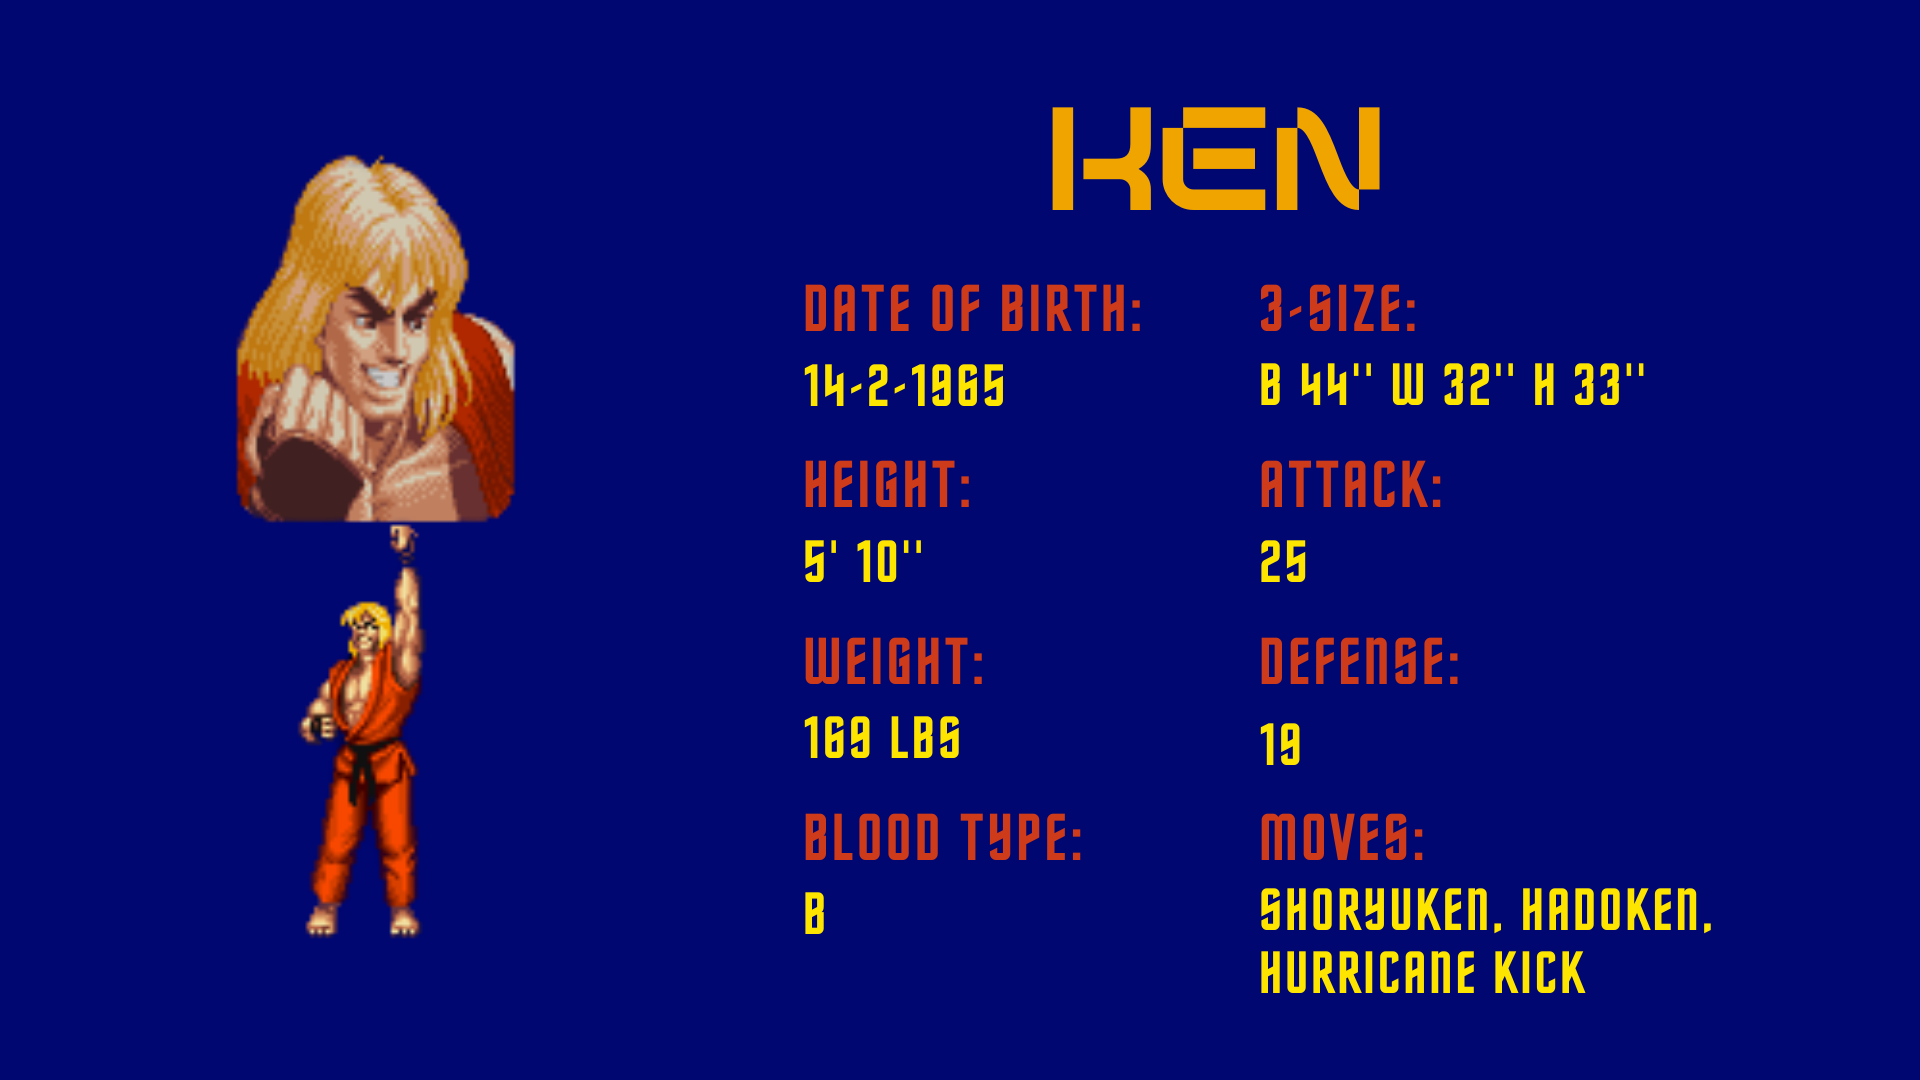 KEN
DATE OF BIRTH:
14-2-1965
HEIGHT:
5' 10''
WEIGHT:
169 LBS
BLOOD TYPE:
B
3-SIZE:
B 44'' W 32'' H 33''
ATTACK:
25
DEFENSE:
19
MOVES:
SHORYUKEN, HADOKEN,
HURRICANE KICK